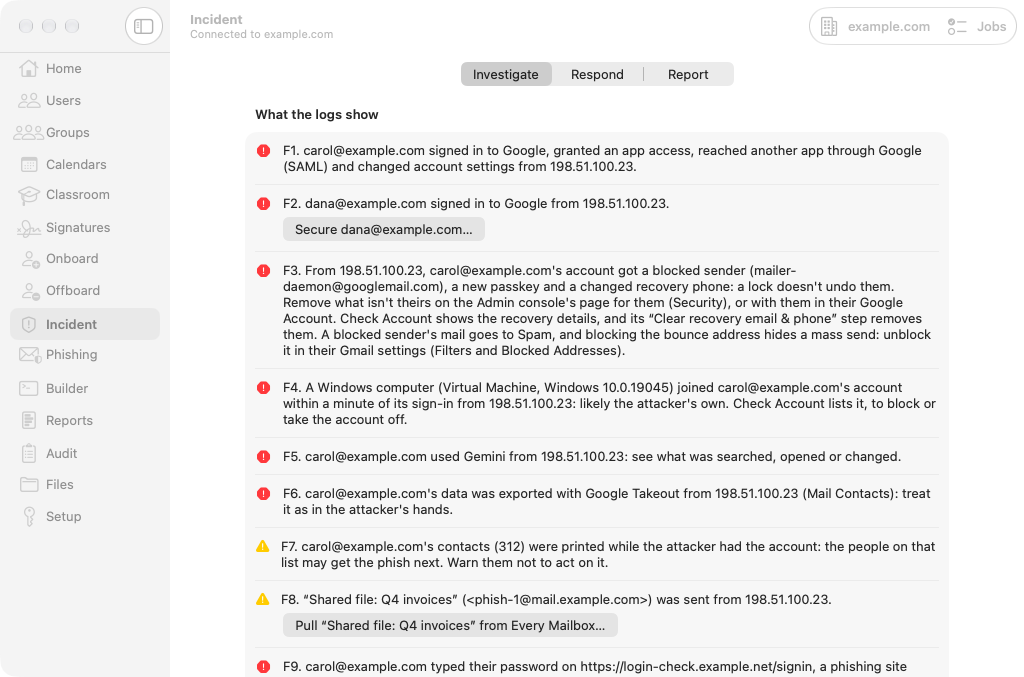 Incident
Connected to example.com
example.com
Jobs
Home
Users
Groups
Calendars
Classroom
Signatures
Onboard
Offboard
Incident
Phishing
Builder
Reports
Audit
Files
Setup
Investigate
Respond
Report
What the logs show
F1. carol@example.com signed in to Google, granted an app access, reached another app through Google
(SAML) and changed account settings from 198.51.100.23.
F2. dana@example.com signed in to Google from 198.51.100.23.
Secure dana@example.com...
F3. From 198.51.100.23, carol@example.com's account got a blocked sender (mailer-
daemon@googlemail.com), a new passkey and a changed recovery phone: a lock doesn't undo them.
Remove what isn't theirs on the Admin console's page for them (Security), or with them in their Google
Account. Check Account shows the recovery details, and its “Clear recovery email & phone” step removes
them. A blocked sender's mail goes to Spam, and blocking the bounce address hides a mass send: unblock
it in their Gmail settings (Filters and Blocked Addresses).
F4. A Windows computer (Virtual Machine, Windows 10.0.19045) joined carol@example.com's account
within a minute of its sign-in from 198.51.100.23: likely the attacker's own. Check Account lists it, to block or
take the account off.
F5. carol@example.com used Gemini from 198.51.100.23: see what was searched, opened or changed.
F6. carol@example.com's data was exported with Google Takeout from 198.51.100.23 (Mail Contacts): treat
it as in the attacker's hands.
F7. carol@example.com's contacts (312) were printed while the attacker had the account: the people on that
list may get the phish next. Warn them not to act on it.
F8. “Shared file: Q4 invoices” (<phish-1@mail.example.com>) was sent from 198.51.100.23.
Pull “Shared file: Q4 invoices” from Every Mailbox...
F9. carol@example.com typed their password on https://login-check.example.net/signin, a phishing site